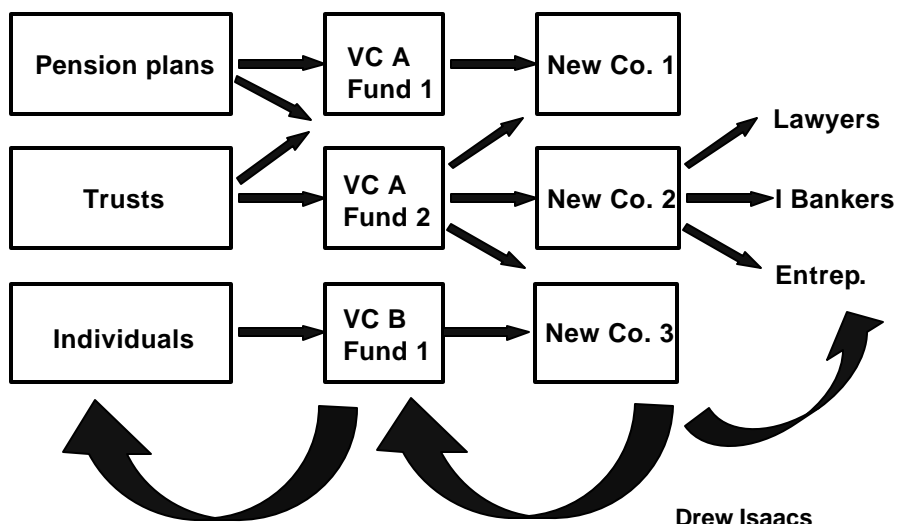 Pension plans
VC A
Fund 1
New Co. 1
Lawyers
Trusts
VC A
Fund 2
New Co. 2
I Bankers
Entrep.
Individuals
VC B
Fund 1
New Co. 3
Drew Isaacs